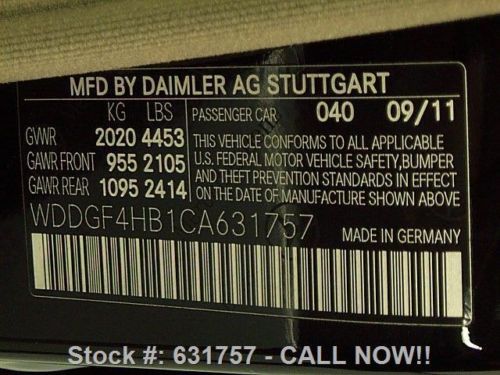 MFD BY DAIMLER AG STUTTGART
KG LBS
PASSENGER CAR 040 09/11
GVWR 2020 4453
GAWR FRONT 955 2105
GAWR REAR 1095 2414
THIS VEHICLE CONFORMS TO ALL APPLICABLE
U.S. FEDERAL MOTOR VEHICLE SAFETY, BUMPER
AND THEFT PREVENTION STANDARDS IN EFFECT
ON THE DATE OF MANUFACTURE SHOWN ABOVE
WDDGF4HB1CA631757
MADE IN GERMANY
Stock #: 631757 - CALL NOW!!